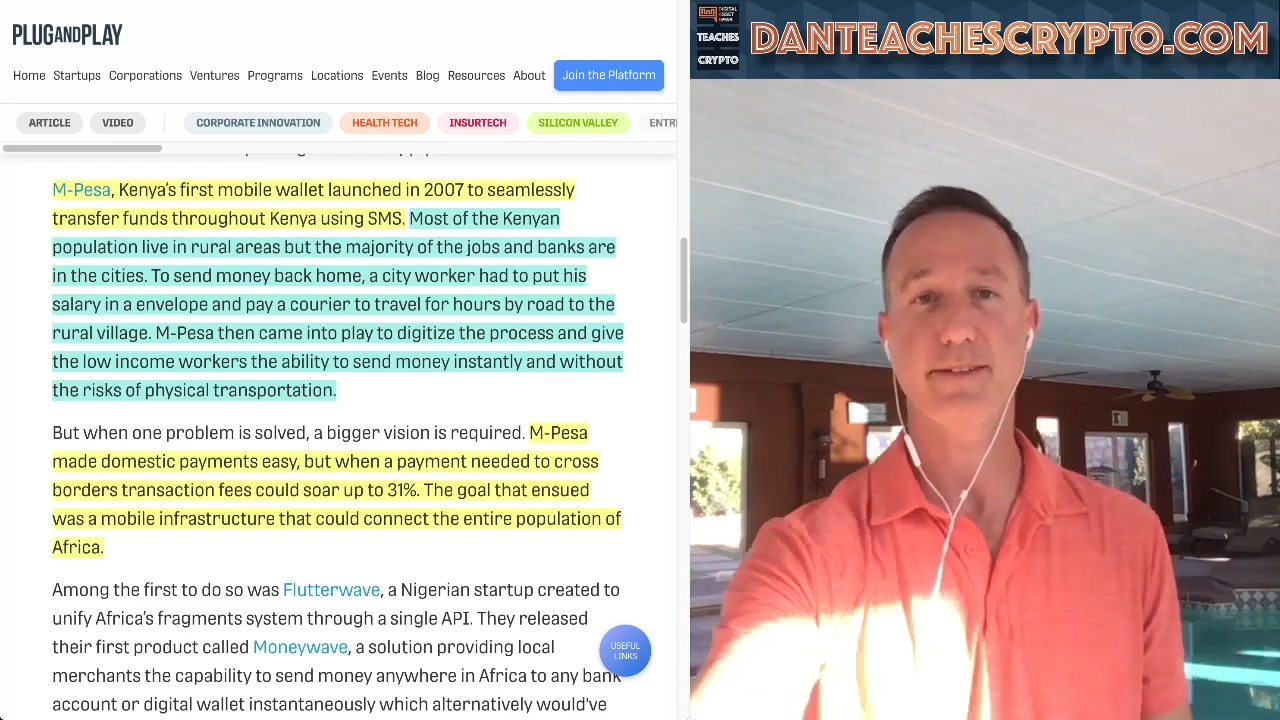 PLUGANDPLAY
Home Startups Corporations Ventures Programs Locations Events Blog Resources About Join the Platform
ARTICLE VIDEO CORPORATE INNOVATION HEALTH TECH INSURTECH SILICON VALLEY ENTR
M-Pesa, Kenya's first mobile wallet launched in 2007 to seamlessly
transfer funds throughout Kenya using SMS. Most of the Kenyan
population live in rural areas but the majority of the jobs and banks are
in the cities. To send money back home, a city worker had to put his
salary in a envelope and pay a courier to travel for hours by road to the
rural village. M-Pesa then came into play to digitize the process and give
the low income workers the ability to send money instantly and without
the risks of physical transportation.
But when one problem is solved, a bigger vision is required. M-Pesa
made domestic payments easy, but when a payment needed to cross
borders transaction fees could soar up to 31%. The goal that ensued
was a mobile infrastructure that could connect the entire population of
Africa.
Among the first to do so was Flutterwave, a Nigerian startup created to
unify Africa's fragments system through a single API. They released
their first product called Moneywave, a solution providing local
merchants the capability to send money anywhere in Africa to any bank
account or digital wallet instantaneously which alternatively would've
USEFUL
LINKS
DIGITAL
ASSET
NEWS
TEACHES
CRYPTO
DANTEACHESCRYPTO.COM